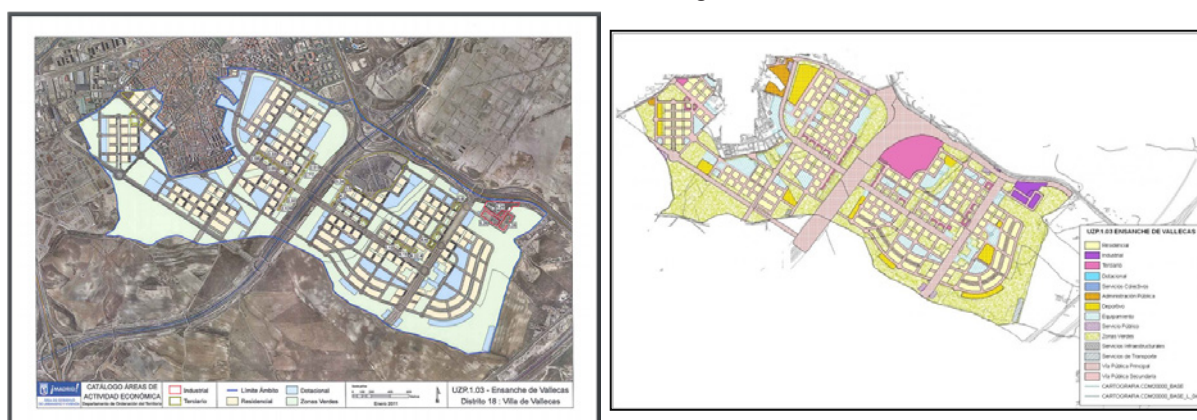 ¡MADRID!
CATÁLOGO ÁREAS DE
ACTIVIDAD ECONÓMICA
Departamento de Ordenación del Territorio
Industrial
Terciario
Límite Ámbito
Residencial
Dotacional
Zonas Verdes
Enero 2011
UZP.1.03 - Ensanche de Vallecas
Distrito 18 : Villa de Vallecas
UZP.1.03 ENSANCHE DE VALLECAS
Residencial
Industrial
Terciario
Dotacional
Servicios Colectivos
Administración Pública
Deportivo
Equipamiento
Servicio Público
Zonas Verdes
Servicios Infraestructurales
Servicios de Transporte
Vía Pública Principal
Vía Pública Secundaria